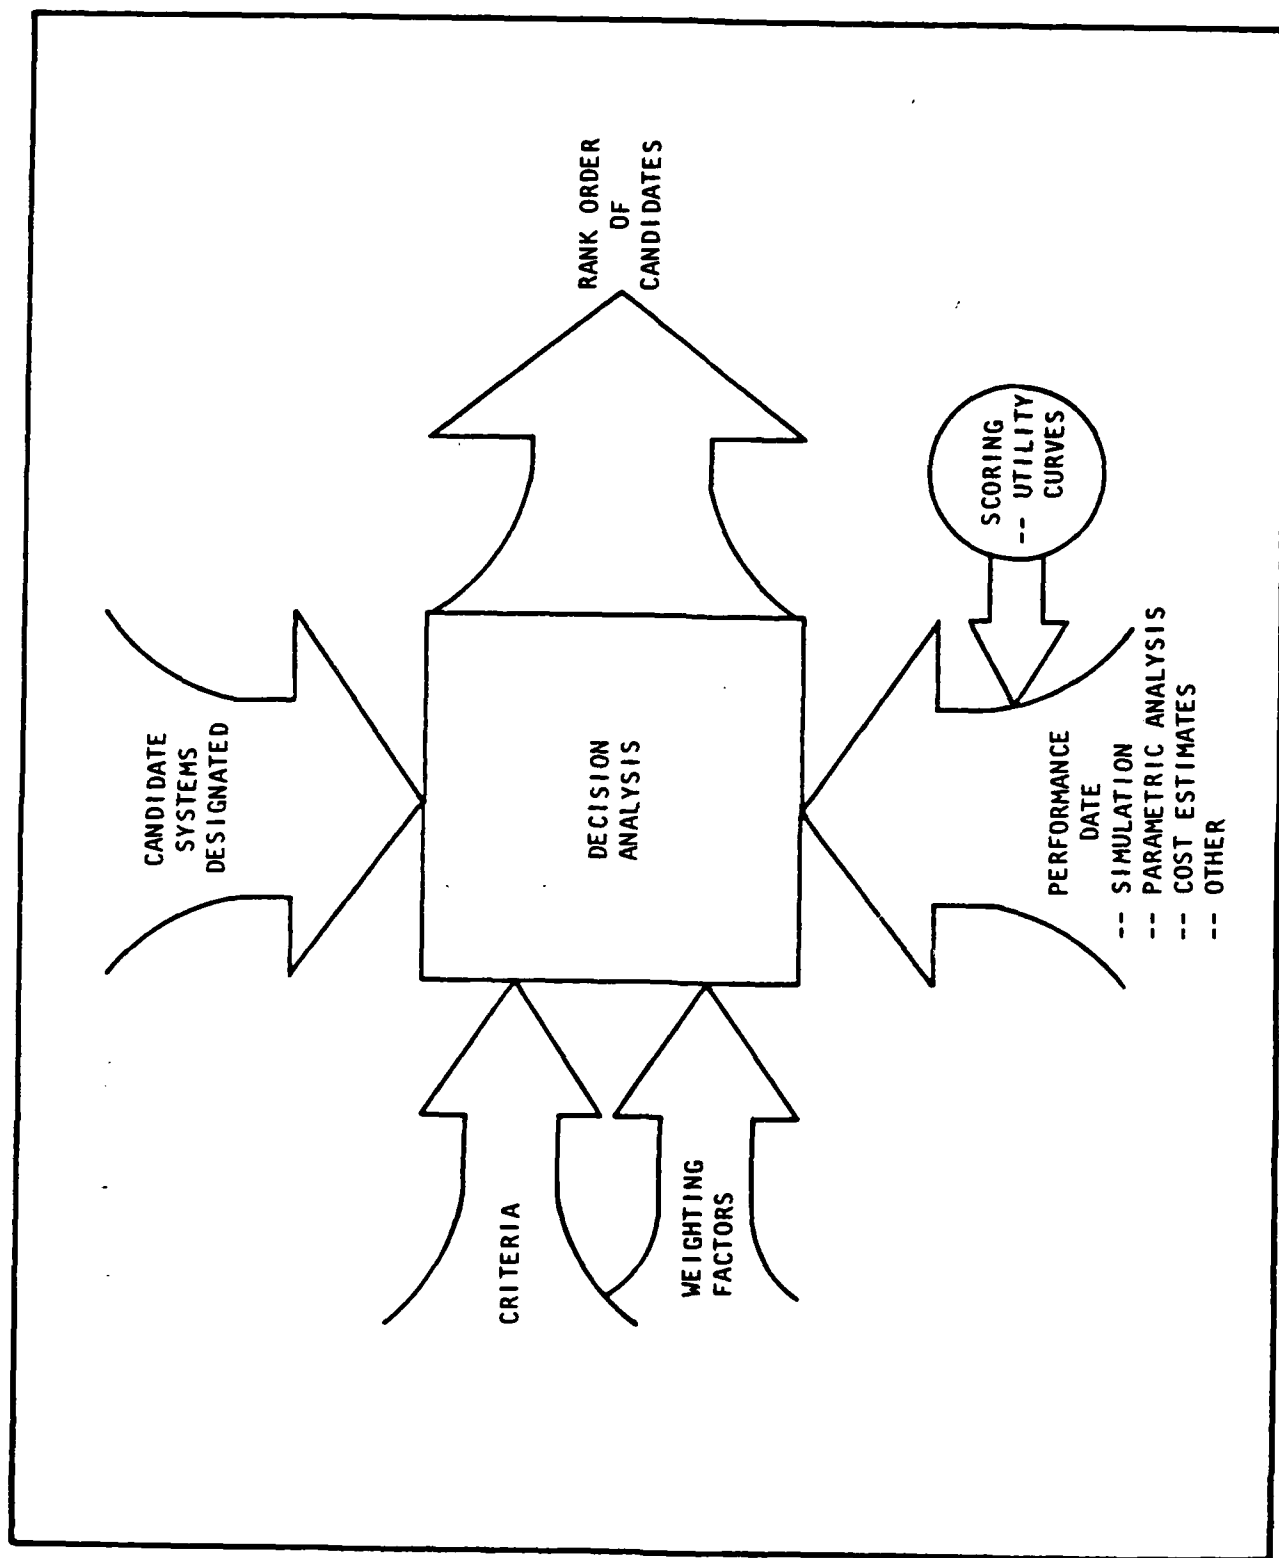 CANDIDATE
SYSTEMS
DESIGNATED
CRITERIA
WEIGHTING
FACTORS
DECISION
ANALYSIS
RANK ORDER
OF
CANDIDATES
PERFORMANCE
DATE
-- SIMULATION
-- PARAMETRIC ANALYSIS
-- COST ESTIMATES
-- OTHER
SCORING
-- UTILITY
CURVES